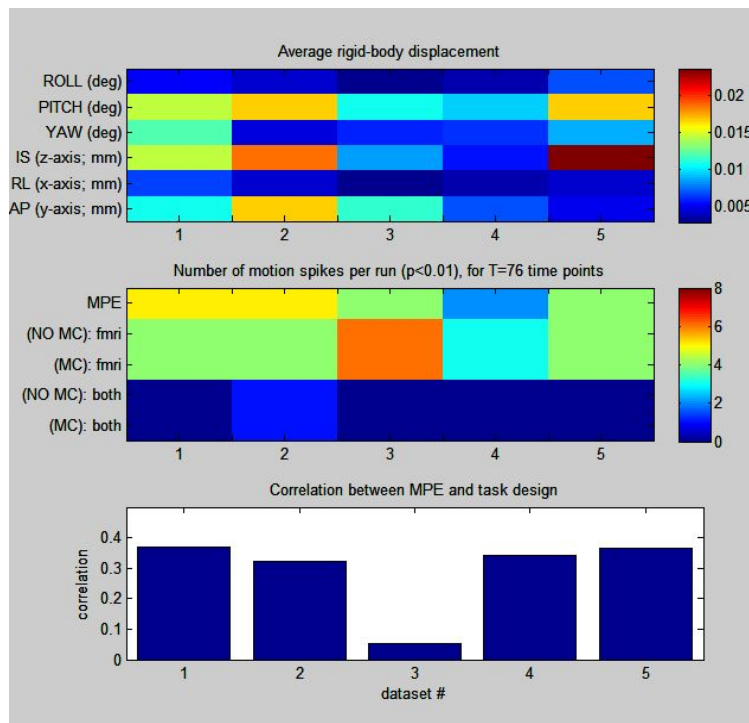 Average rigid-body displacement
ROLL (deg)
PITCH (deg)
YAW (deg)
IS (z-axis; mm)
RL (x-axis; mm)
AP (y-axis; mm)
1 2 3 4 5
0.02
0.015
0.01
0.005
Number of motion spikes per run (p<0.01), for T=76 time points
MPE
(NO MC): fmri
(MC): fmri
(NO MC): both
(MC): both
1 2 3 4 5
8
6
4
2
0
Correlation between MPE and task design
correlation
0.4
0.3
0.2
0.1
0
1 2 3 4 5
dataset #